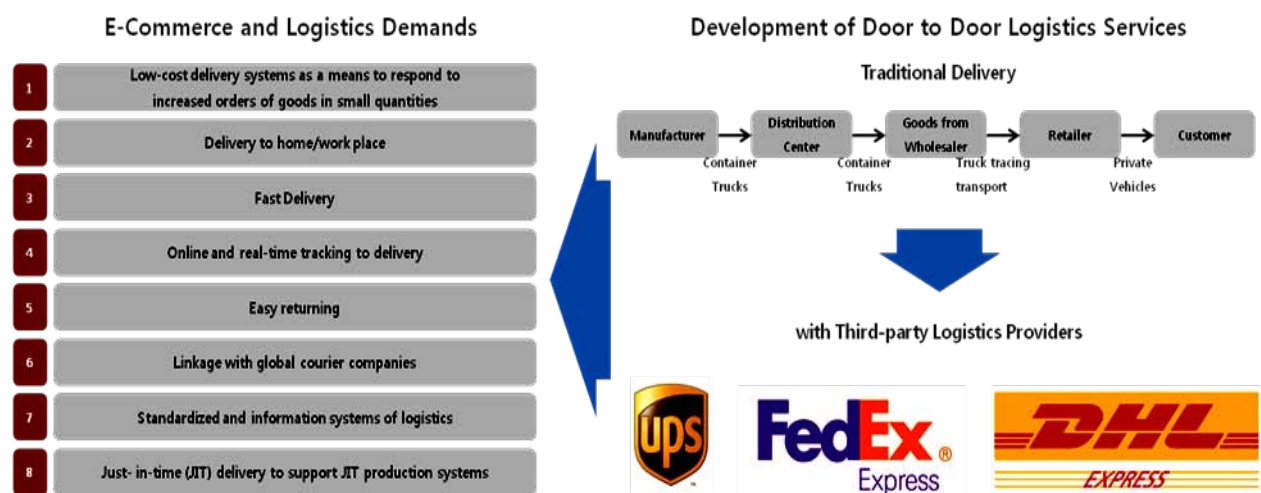 E-Commerce and Logistics Demands
1
Low-cost delivery systems as a means to respond to
increased orders of goods in small quantities
2
Delivery to home/work place
3
Fast Delivery
4
Online and real-time tracking to delivery
5
Easy returning
6
Linkage with global courier companies
7
Standardized and information systems of logistics
8
Just- in-time (JIT) delivery to support JIT production systems
Development of Door to Door Logistics Services
Traditional Delivery
Manufacturer
Distribution
Center
Goods from
Wholesaler
Retailer
Customer
Container
Trucks
Container
Trucks
Truck tracing
transport
Private
Vehicles
with Third-party Logistics Providers
ups
FedEx ®
Express
DHL
EXPRESS